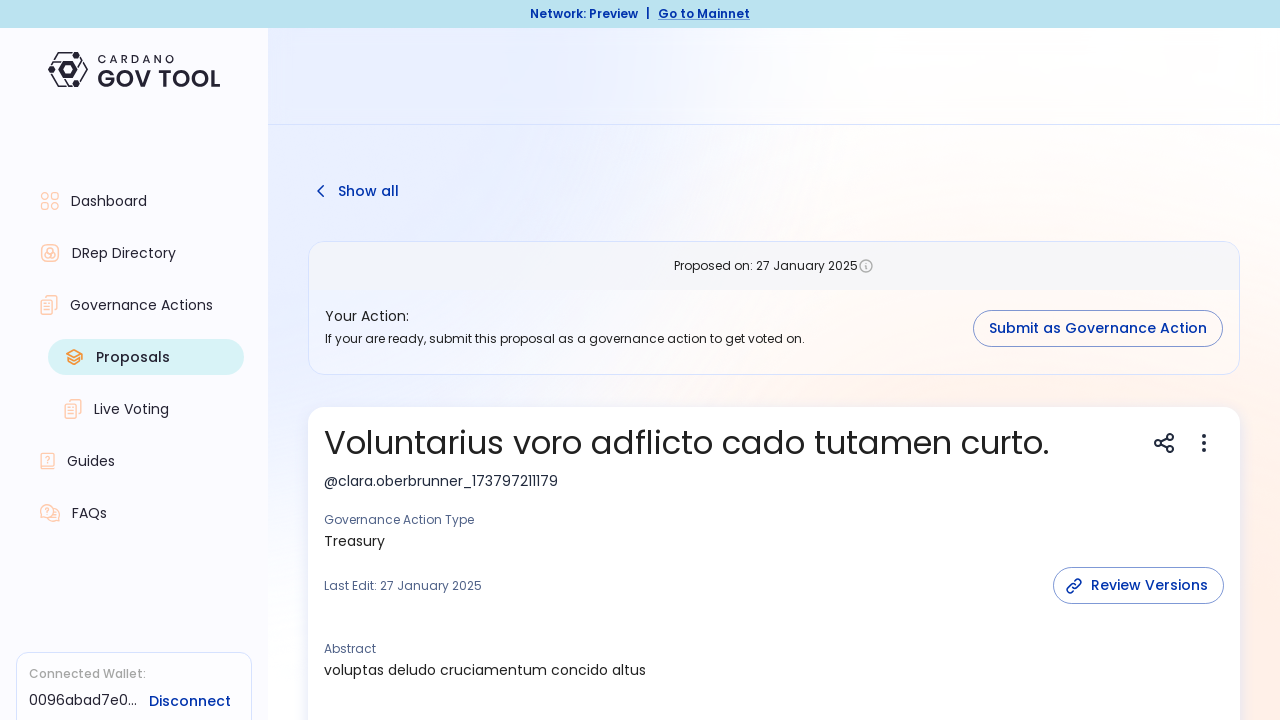 Network: Preview | Go to Mainnet
CARDANO
GOV TOOL
Dashboard
DRep Directory
Governance Actions
Proposals
Live Voting
Guides
FAQs
Connected Wallet:
0096abad7e0...
Disconnect
Show all
Proposed on: 27 January 2025
Your Action:
If your are ready, submit this proposal as a governance action to get voted on.
Submit as Governance Action
Voluntarius voro adflicto cado tutamen curto.
@clara.oberbrunner_173797211179
Governance Action Type
Treasury
Last Edit: 27 January 2025
Review Versions
Abstract
voluptas deludo cruciamentum concido altus